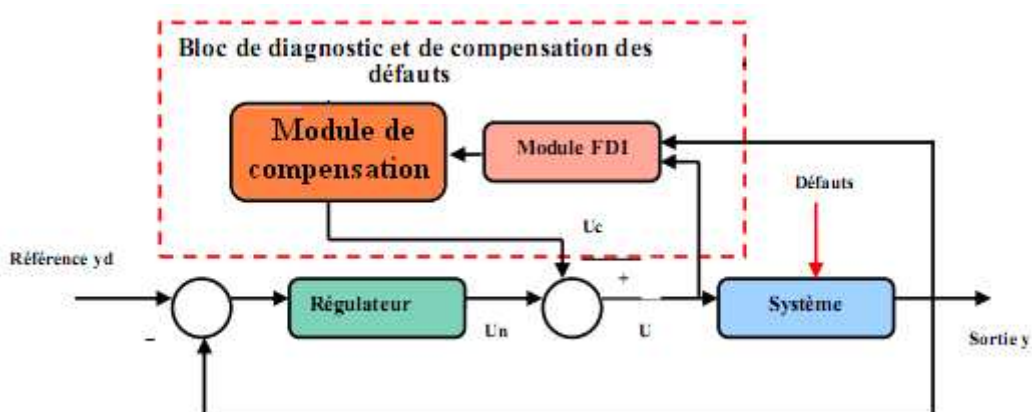 Bloc de diagnostic et de compensation des
défauts
Module de
compensation
Module FDI
Défauts
Uc
Référence yd
+
Régulateur
Système
–
Un
U
Sortie y